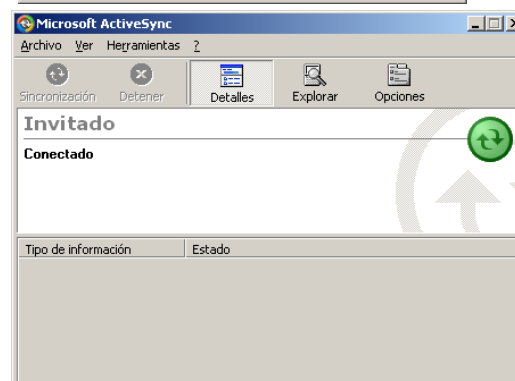 Microsoft ActiveSync
Archivo Ver Herramientas ?
Sincronización Detener Detalles Explorar Opciones
Invitado
Conectado
Tipo de información Estado